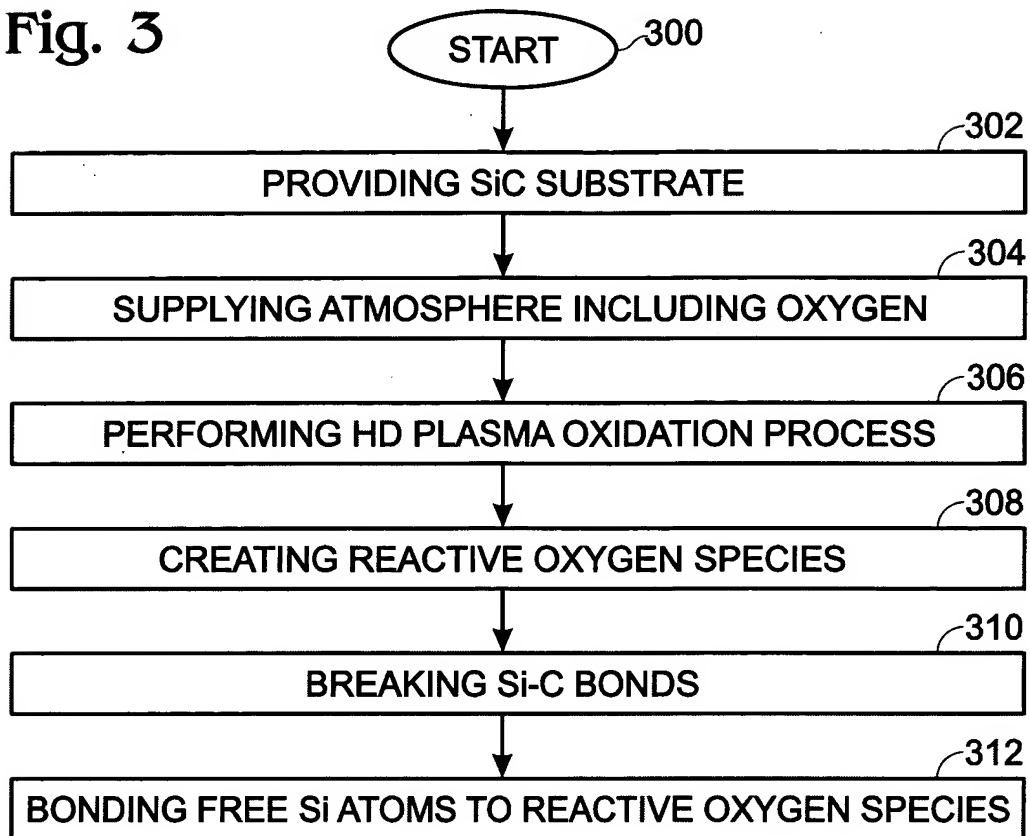 Fig. 3
START
300
302
PROVIDING SiC SUBSTRATE
304
SUPPLYING ATMOSPHERE INCLUDING OXYGEN
306
PERFORMING HD PLASMA OXIDATION PROCESS
308
CREATING REACTIVE OXYGEN SPECIES
310
BREAKING Si-C BONDS
312
BONDING FREE Si ATOMS TO REACTIVE OXYGEN SPECIES